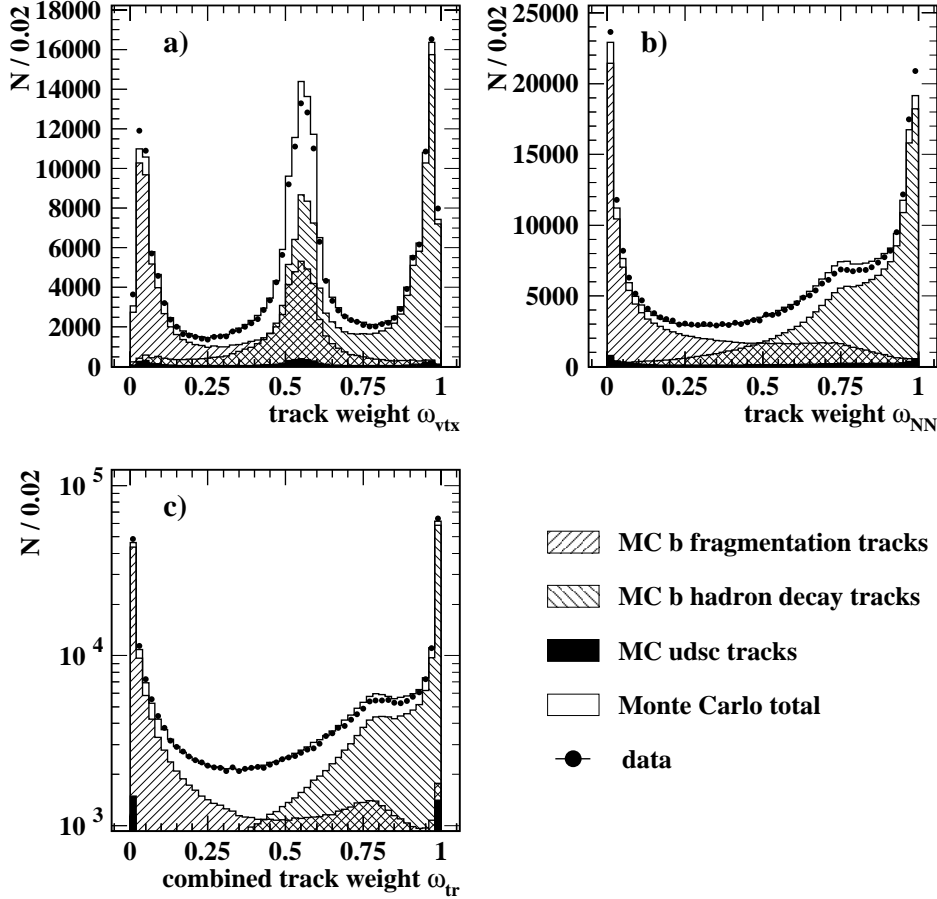 N / 0.02
18000
16000
14000
12000
10000
8000
6000
4000
2000
0
a)
0 0.25 0.5 0.75 1
track weight ω_vtx
N / 0.02
25000
20000
15000
10000
5000
0
b)
0 0.25 0.5 0.75 1
track weight ω_NN
N / 0.02
10^5
10^4
10^3
c)
0 0.25 0.5 0.75 1
combined track weight ω_tr
MC b fragmentation tracks
MC b hadron decay tracks
MC udsc tracks
Monte Carlo total
data